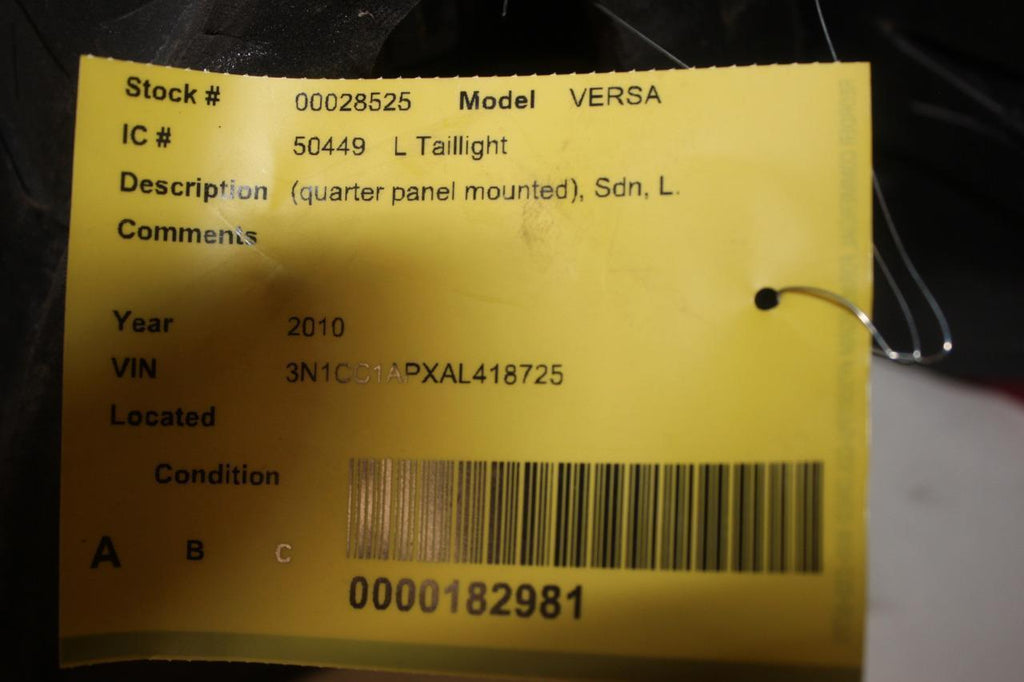 Stock # 00028525 Model VERSA
IC # 50449 L Taillight
Description (quarter panel mounted), Sdn, L.
Comments
Year 2010
VIN 3N1CC1APXAL418725
Located
Condition
A B C
0000182981